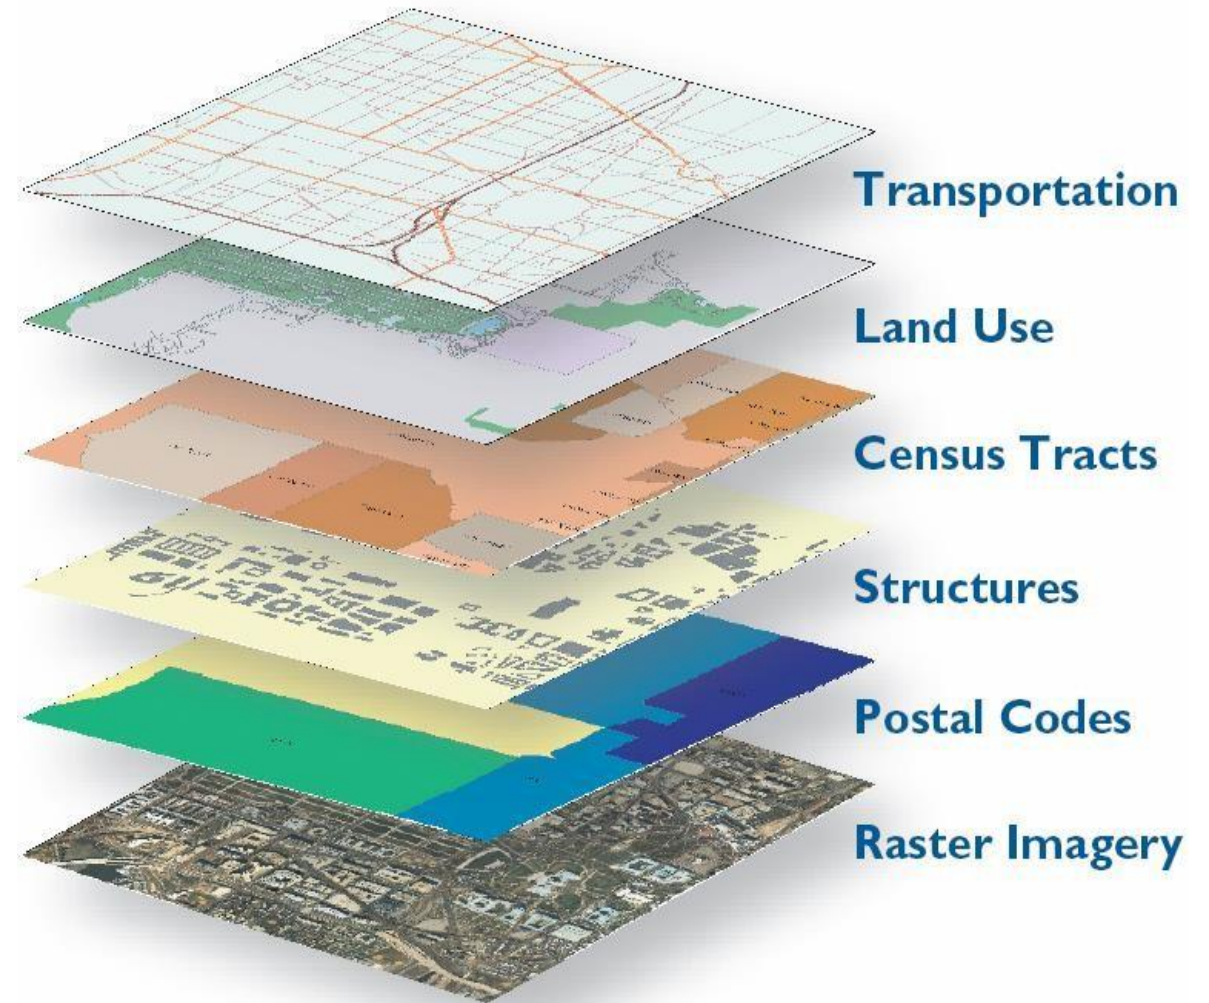 Transportation
Land Use
Census Tracts
Structures
Postal Codes
Raster Imagery